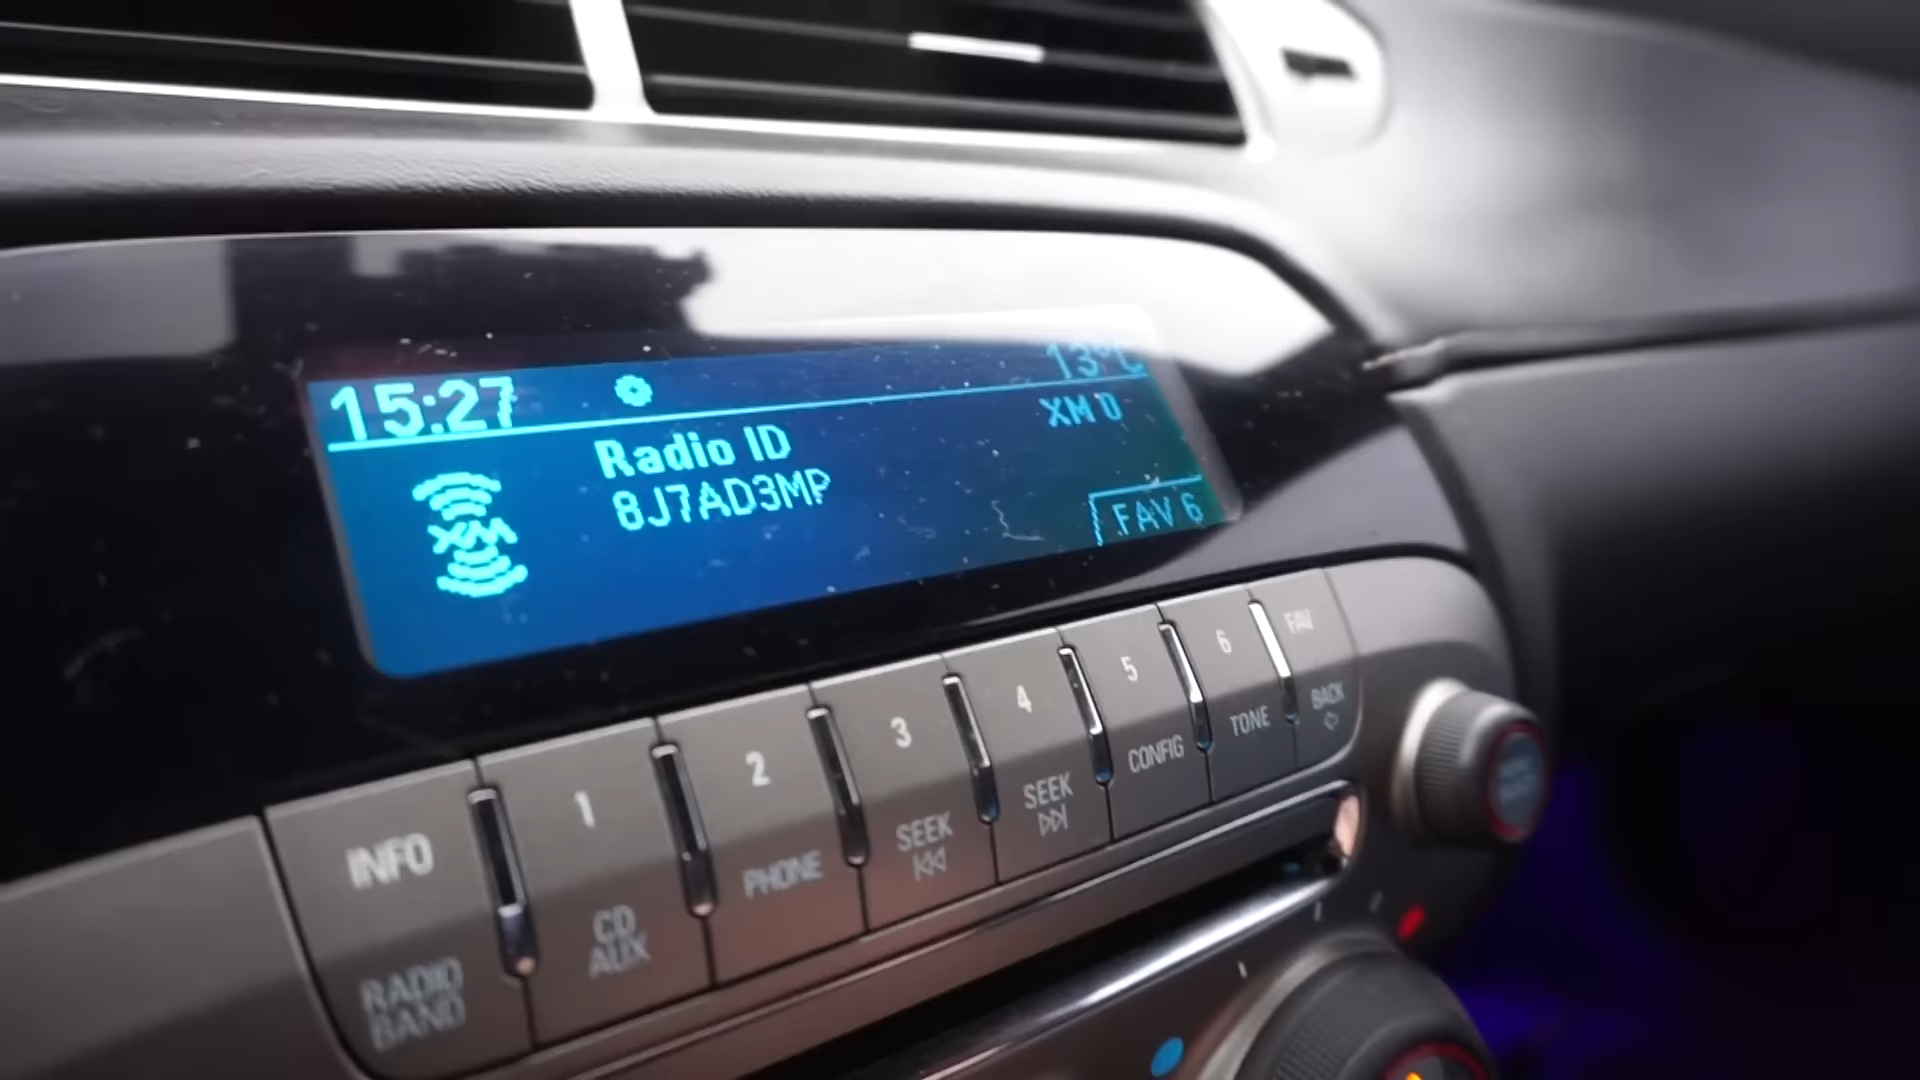 15:27
13°C
XM 0
Radio ID
8J7AD3MP
XM
FAV 6
INFO
RADIO
BAND
1
CD
AUX
2
PHONE
3
SEEK
4
SEEK
5
CONFIG
6
TONE
FAV
BACK